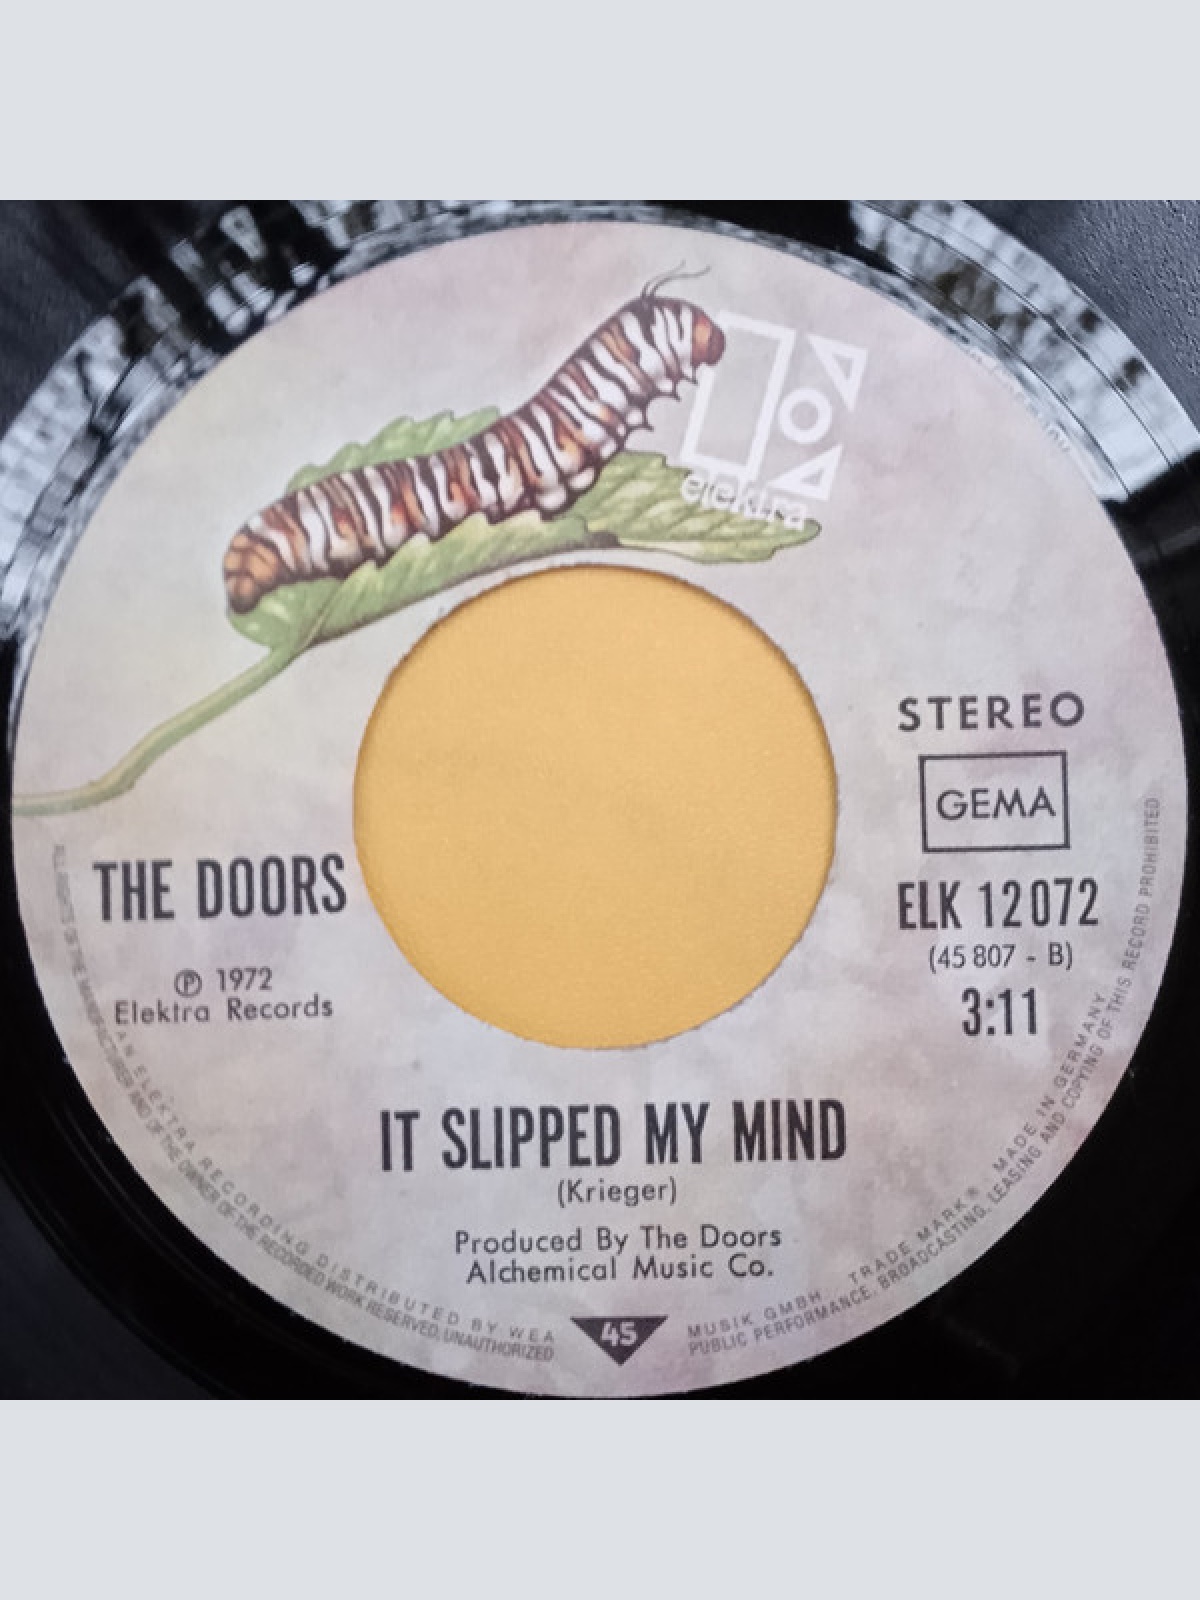 elektra
STEREO
GEMA
THE DOORS
ELK 12 072
(45 807 - B)
℗ 1972
Elektra Records
3:11
IT SLIPPED MY MIND
(Krieger)
Produced By The Doors
Alchemical Music Co.
45
AN ELEKTRA RECORDING DISTRIBUTED BY WEA MUSIK GMBH TRADE MARK® MADE IN GERMANY
ALL RIGHTS OF THE MANUFACTURER AND OF THE OWNER OF THE RECORDED WORK RESERVED. UNAUTHORIZED PUBLIC PERFORMANCE, BROADCASTING, LEASING AND COPYING OF THIS RECORD PROHIBITED